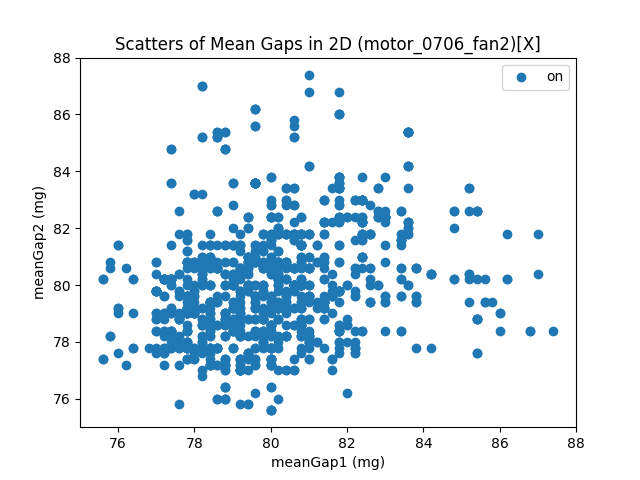 Scatters of Mean Gaps in 2D (motor_0706_fan2)[X]
on
88
86
84
82
80
78
76
meanGap2 (mg)
76 78 80 82 84 86 88
meanGap1 (mg)